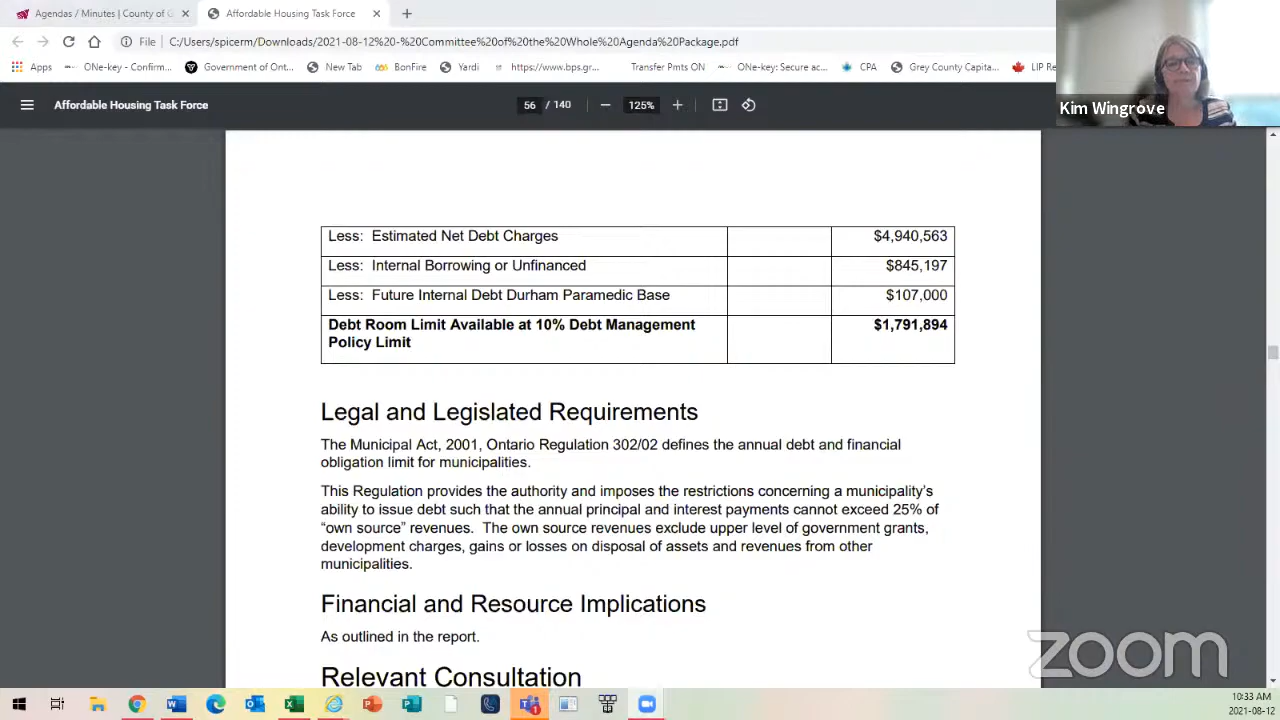 Agendas / Minutes | County of G
Affordable Housing Task Force
File
C:/Users/spicerm/Downloads/2021-08-12%20-%20Committee%20of%20the%20Whole%20Agenda%20Package.pdf
Apps
ONe-key - Confirm...
Government of Ont...
New Tab
BonFire
Yardi
https://www.bps.gr...
Transfer Pmts ON
ONe-key: Secure ac...
CPA
Grey County Capita...
LIP Re
Affordable Housing Task Force
56 / 140
125%
Kim Wingrove
Less: Estimated Net Debt Charges $4,940,563
Less: Internal Borrowing or Unfinanced $845,197
Less: Future Internal Debt Durham Paramedic Base $107,000
Debt Room Limit Available at 10% Debt Management $1,791,894
Policy Limit
Legal and Legislated Requirements
The Municipal Act, 2001, Ontario Regulation 302/02 defines the annual debt and financial
obligation limit for municipalities.
This Regulation provides the authority and imposes the restrictions concerning a municipality's
ability to issue debt such that the annual principal and interest payments cannot exceed 25% of
“own source” revenues. The own source revenues exclude upper level of government grants,
development charges, gains or losses on disposal of assets and revenues from other
municipalities.
Financial and Resource Implications
As outlined in the report.
Relevant Consultation
zoom
10:33 AM
2021-08-12